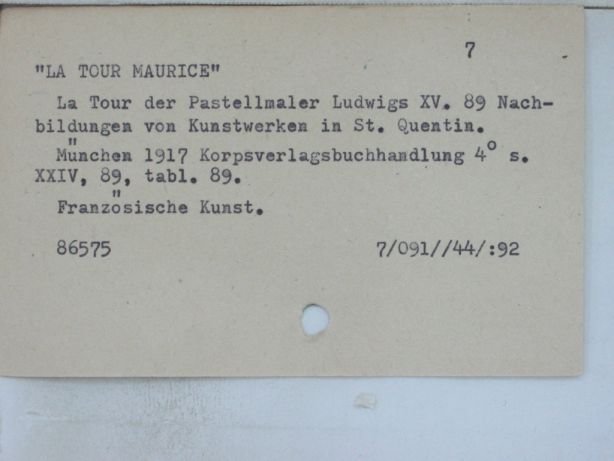 7
"LA TOUR MAURICE"
La Tour der Pastellmaler Ludwigs XV. 89 Nach-
bildungen von Kunstwerken in St. Quentin.
München 1917 Korpsverlagsbuchhandlung 4° s.
XXIV, 89, tabl. 89.
Französische Kunst.
86575 7/091//44/:92